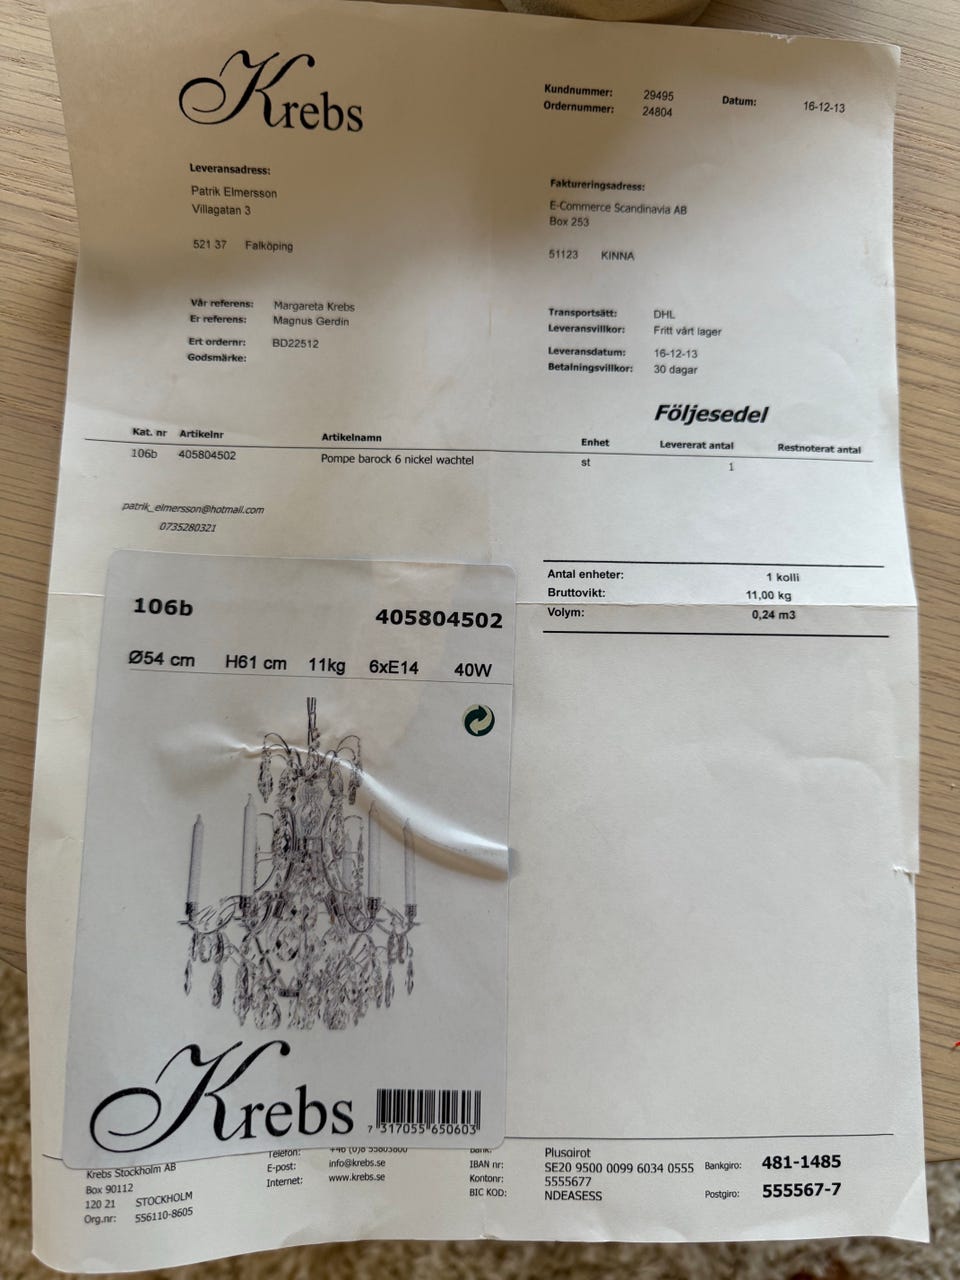 Krebs
Kundnummer: 29495 Datum: 16-12-13
Ordernummer: 24804
Leveransadress:
Patrik Elmersson
Villagatan 3
521 37 Falköping
Faktureringsadress:
E-Commerce Scandinavia AB
Box 253
51123 KINNA
Vår referens: Margareta Krebs
Er referens: Magnus Gerdin
Ert ordernr: BD22512
Godsmärke:
Transportsätt: DHL
Leveransvillkor: Fritt vårt lager
Leveransdatum: 16-12-13
Betalningsvillkor: 30 dagar
Följesedel
Kat. nr Artikelnr Artikelnamn Enhet Levererat antal Restnoterat antal
106b 405804502 Pompe barock 6 nickel wachtel st 1
patrik_elmersson@hotmail.com
0735280321
Antal enheter: 1 kolli
Bruttovikt: 11,00 kg
Volym: 0,24 m3
106b 405804502
Ø54 cm H61 cm 11kg 6xE14 40W
Krebs
7 317055 650603
Krebs Stockholm AB
Box 90112
120 21 STOCKHOLM
Org.nr: 556110-8605
Telefon:
E-post: info@krebs.se
Internet: www.krebs.se
Bank: Plusgirot
IBAN nr: SE20 9500 0099 6034 0555
Kontonr: 5555677
BIC KOD: NDEASESS
Bankgiro: 481-1485
Postgiro: 555567-7